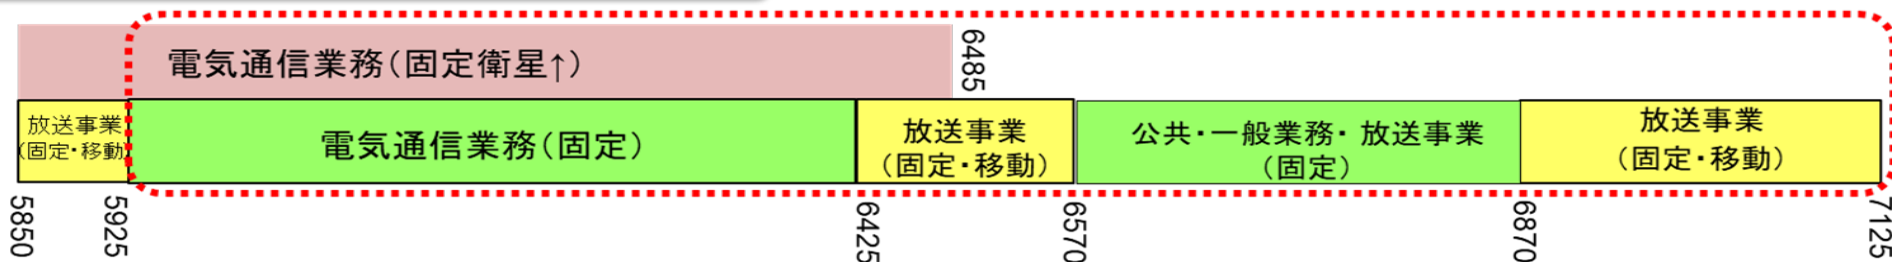 電気通信業務(固定衛星↑)
6485
放送事業
(固定・移動)
電気通信業務(固定)
放送事業
(固定・移動)
公共・一般業務・放送事業
(固定)
放送事業
(固定・移動)
5850
5925
6425
6570
6870
7125